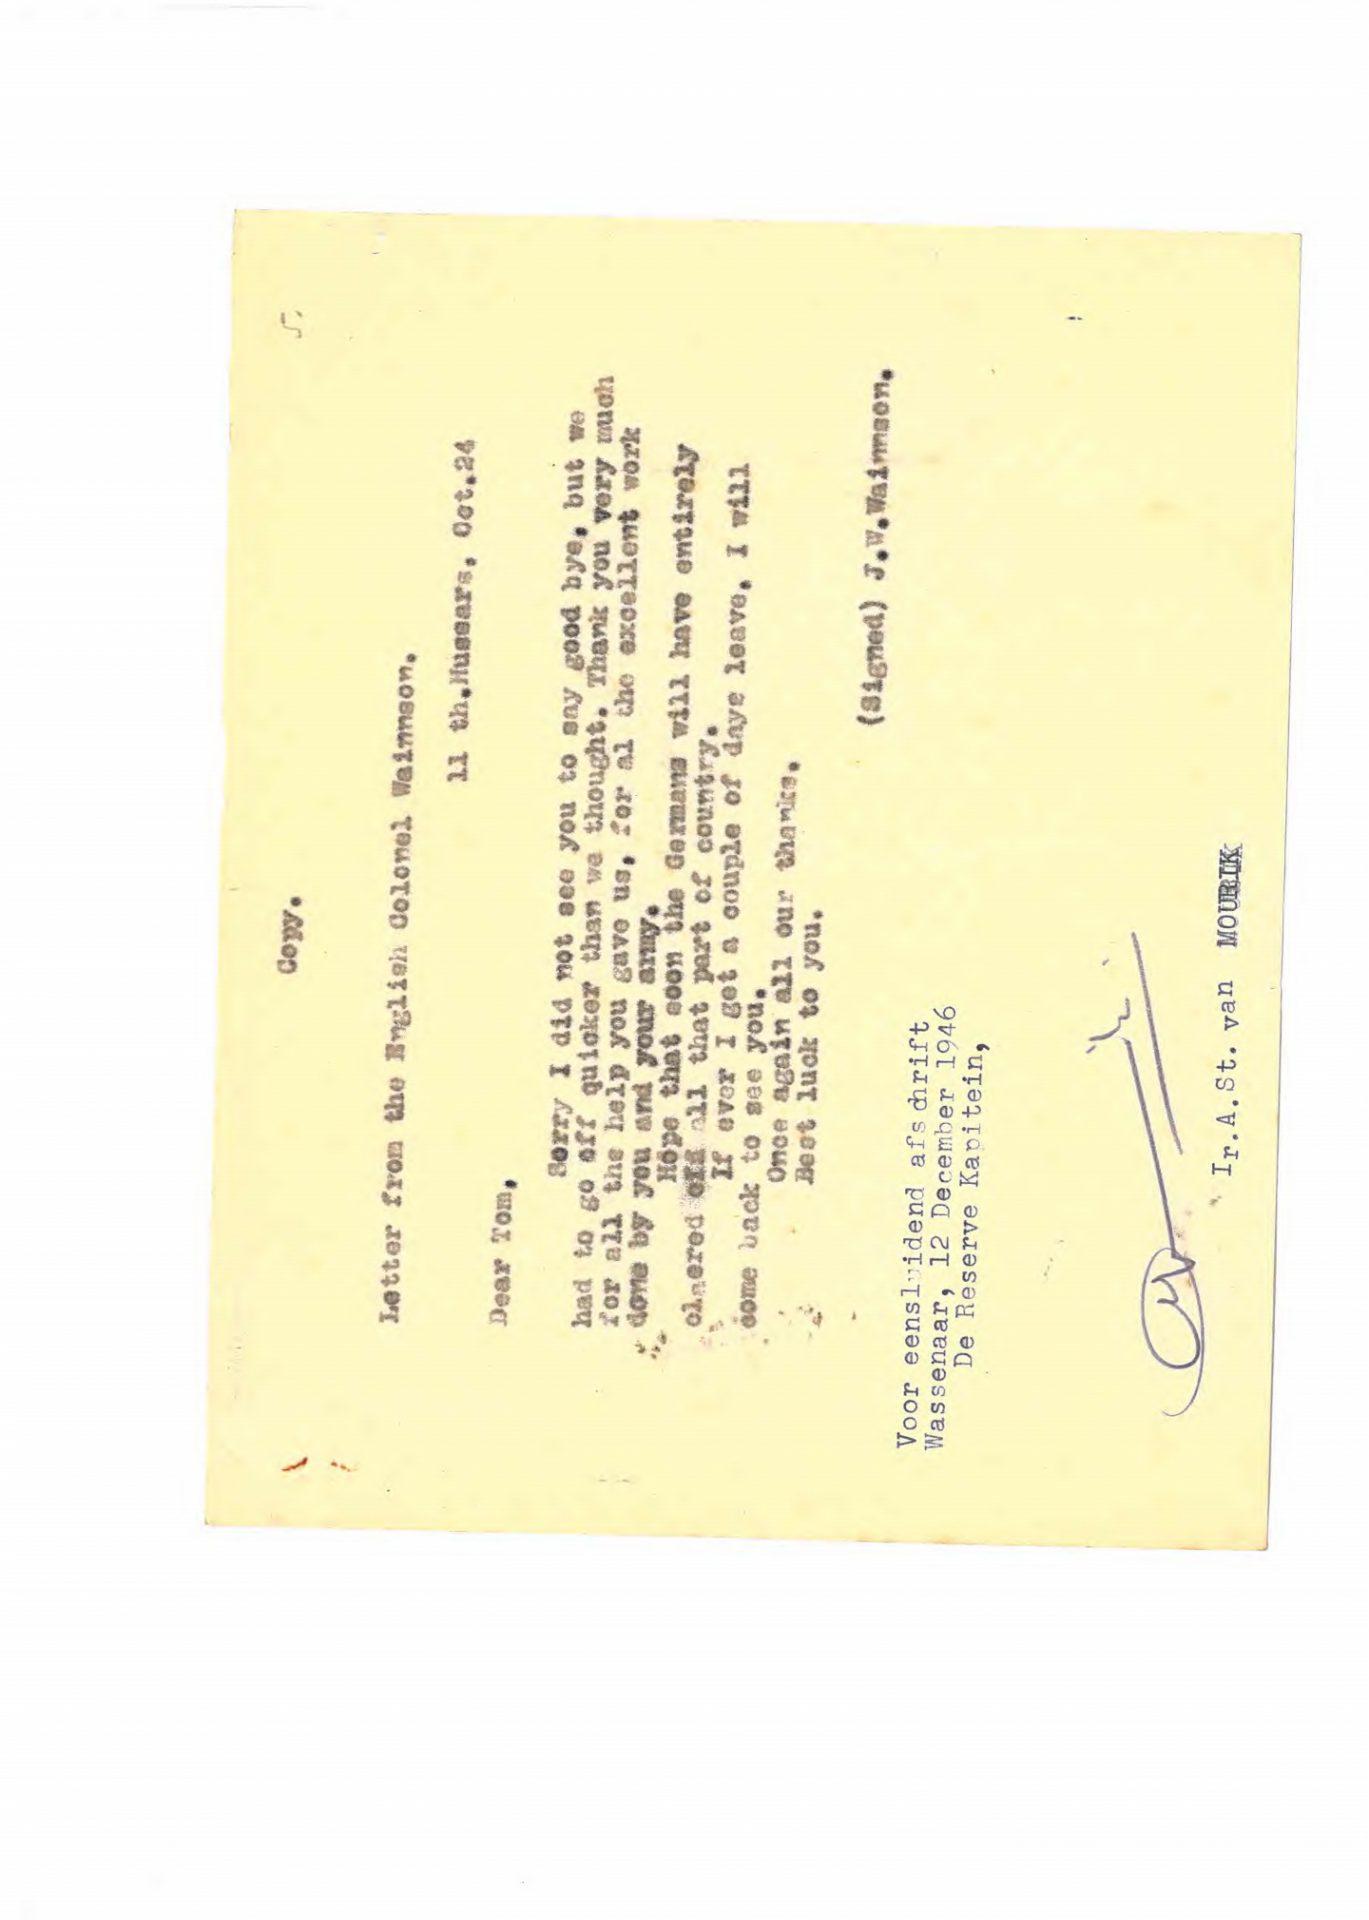 5.
Copy.
Letter from the English Colonel Wainmson.
11 th.Hussars, Oct.24
Dear Tom,
Sorry I did not see you to say good bye, but we
had to go off quicker than we thought. Thank you very much
for all the help you gave us, for al the excellent work
done by you and your army.
Hope that soon the Germans will have entirely
claered all that part of country.
If ever I get a couple of days leave, I will
come back to see you.
Once again all our thanks.
Best luck to you.
(Signed) J.W.Wainmson.
Voor eensluidend afschrift
Wassenaar, 12 December 1946
De Reserve Kapitein,
Ir.A.St. van MOURIK